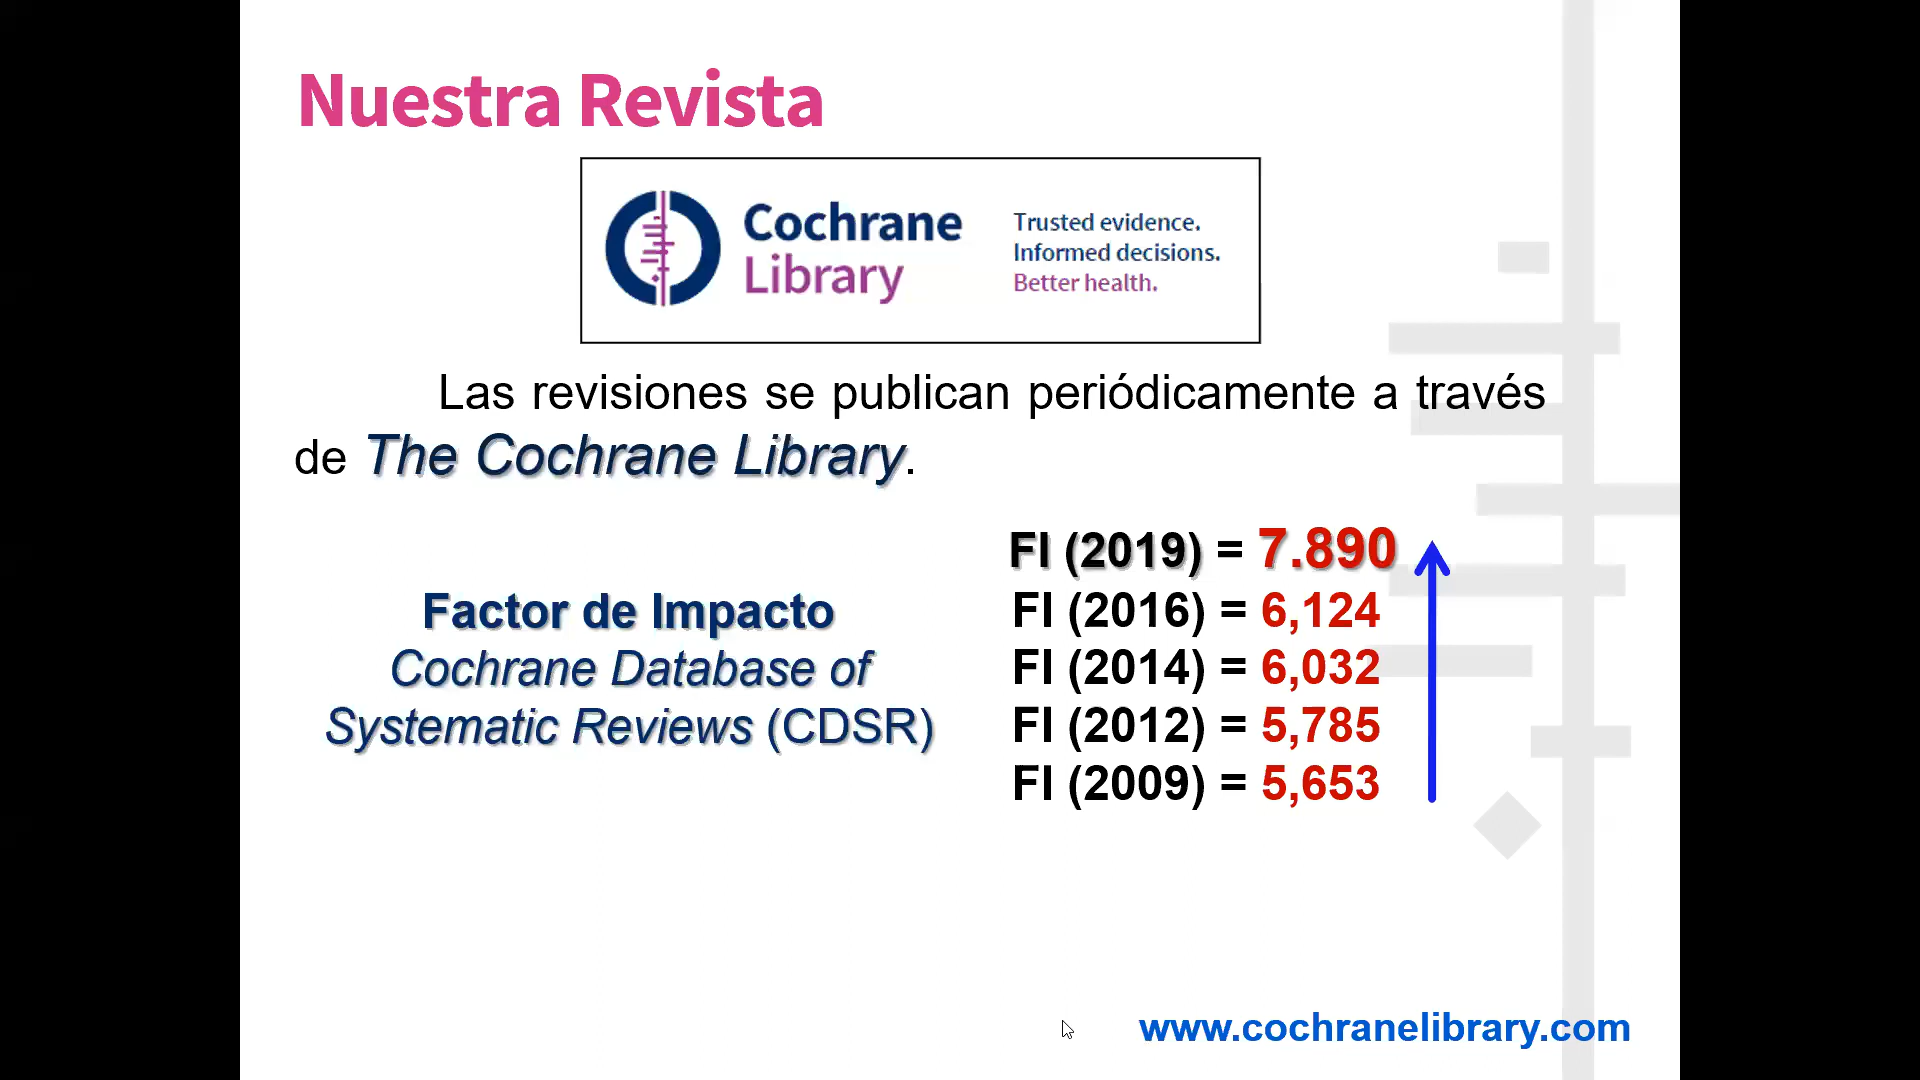 Nuestra Revista
Cochrane
Library
Trusted evidence.
Informed decisions.
Better health.
Las revisiones se publican periódicamente a través
de The Cochrane Library.
Factor de Impacto
Cochrane Database of
Systematic Reviews (CDSR)
FI (2019) = 7.890
FI (2016) = 6,124
FI (2014) = 6,032
FI (2012) = 5,785
FI (2009) = 5,653
www.cochranelibrary.com